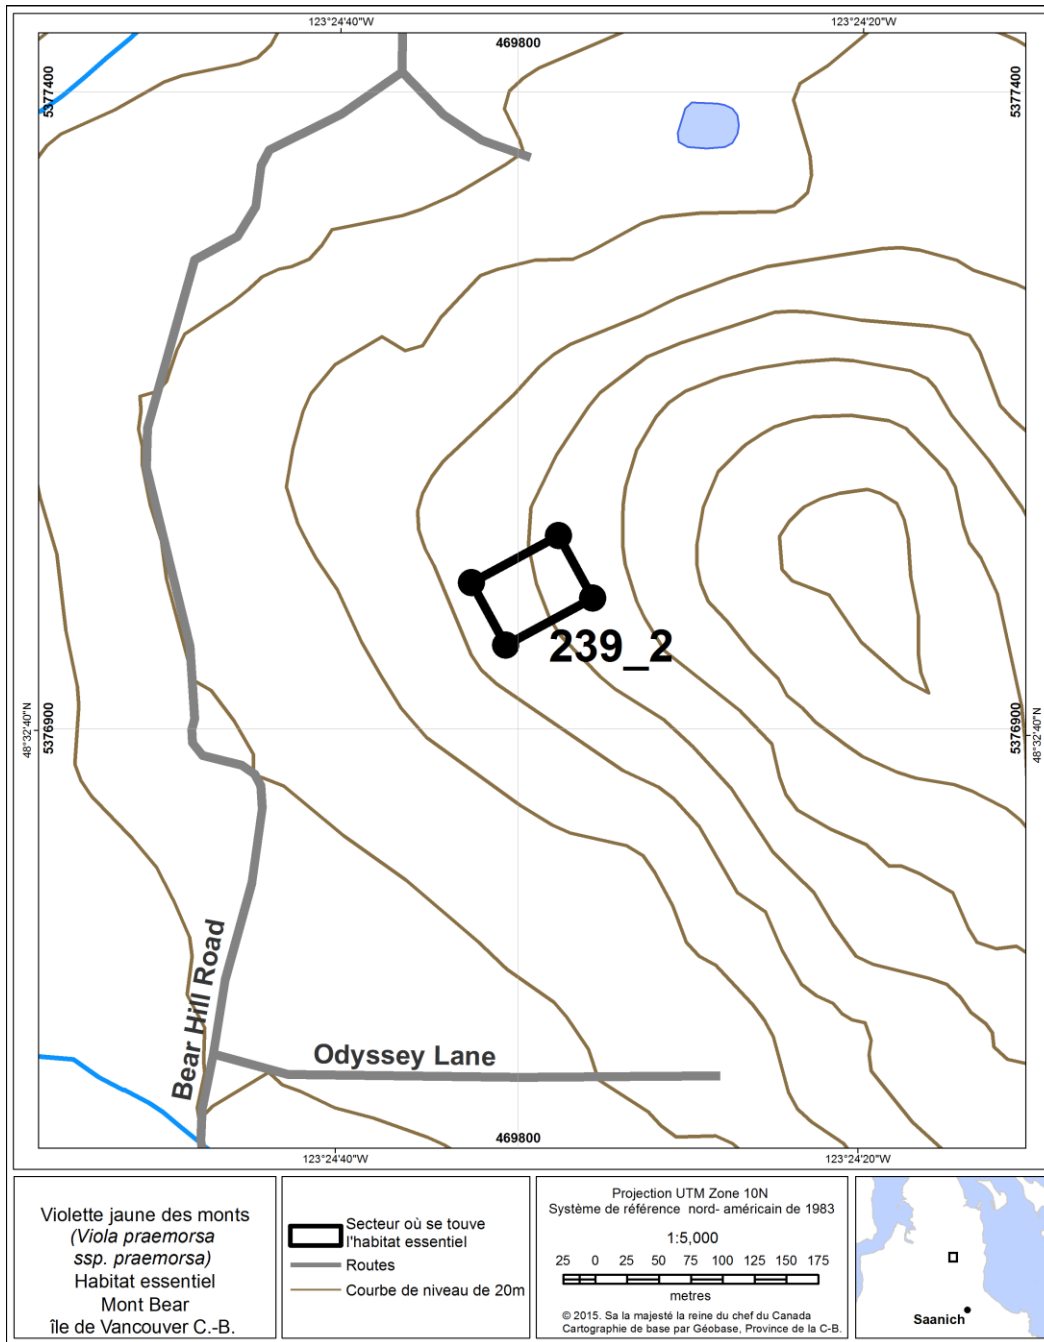 123°24'40"W
123°24'20"W
469800
5377400
5377400
239_2
48°32'40"N
5376900
5376900
48°32'40"N
Bear Hill Road
Odyssey Lane
469800
123°24'40"W
123°24'20"W
Violette jaune des monts
(Viola praemorsa
ssp. praemorsa)
Habitat essentiel
Mont Bear
île de Vancouver C.-B.
Secteur où se touve
l'habitat essentiel
Routes
Courbe de niveau de 20m
Projection UTM Zone 10N
Système de référence nord- américain de 1983
1:5,000
25 0 25 50 75 100 125 150 175
metres
© 2015. Sa la majesté la reine du chef du Canada
Cartographie de base par Géobase, Province de la C-B.
Saanich